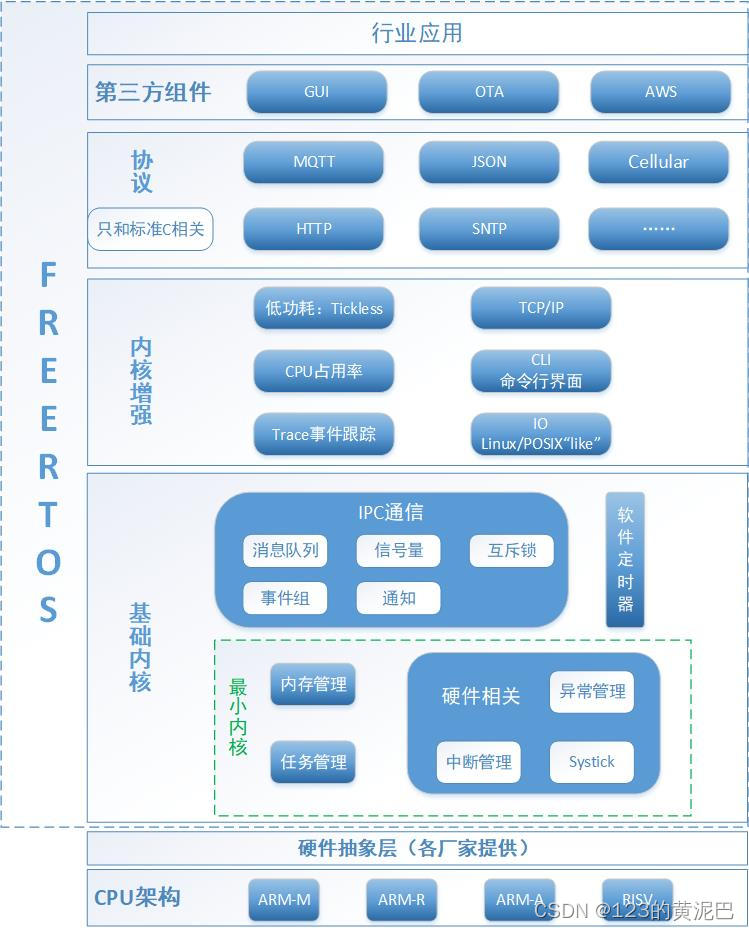 行业应用
第三方组件
GUI
OTA
AWS
协议
MQTT
JSON
Cellular
只和标准C相关
HTTP
SNTP
……
FREERTOS
内核增强
低功耗：Tickless
TCP/IP
CPU占用率
CLI
命令行界面
Trace事件跟踪
IO
Linux/POSIX“like”
基础内核
IPC通信
消息队列
信号量
互斥锁
事件组
通知
软件定时器
最小内核
内存管理
任务管理
硬件相关
异常管理
中断管理
Systick
硬件抽象层（各厂家提供）
CPU架构
ARM-M
ARM-R
ARM-A
RISV
CSDN @123的黄泥巴